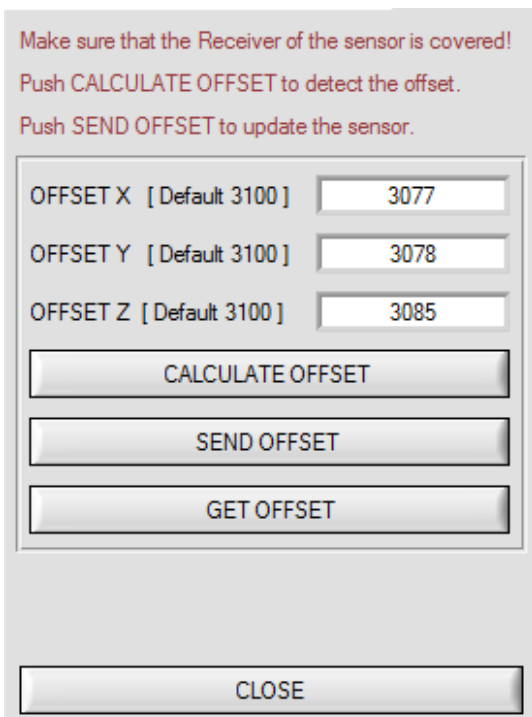 Make sure that the Receiver of the sensor is covered!
Push CALCULATE OFFSET to detect the offset.
Push SEND OFFSET to update the sensor.
OFFSET X [ Default 3100 ] 3077
OFFSET Y [ Default 3100 ] 3078
OFFSET Z [ Default 3100 ] 3085
CALCULATE OFFSET
SEND OFFSET
GET OFFSET
CLOSE